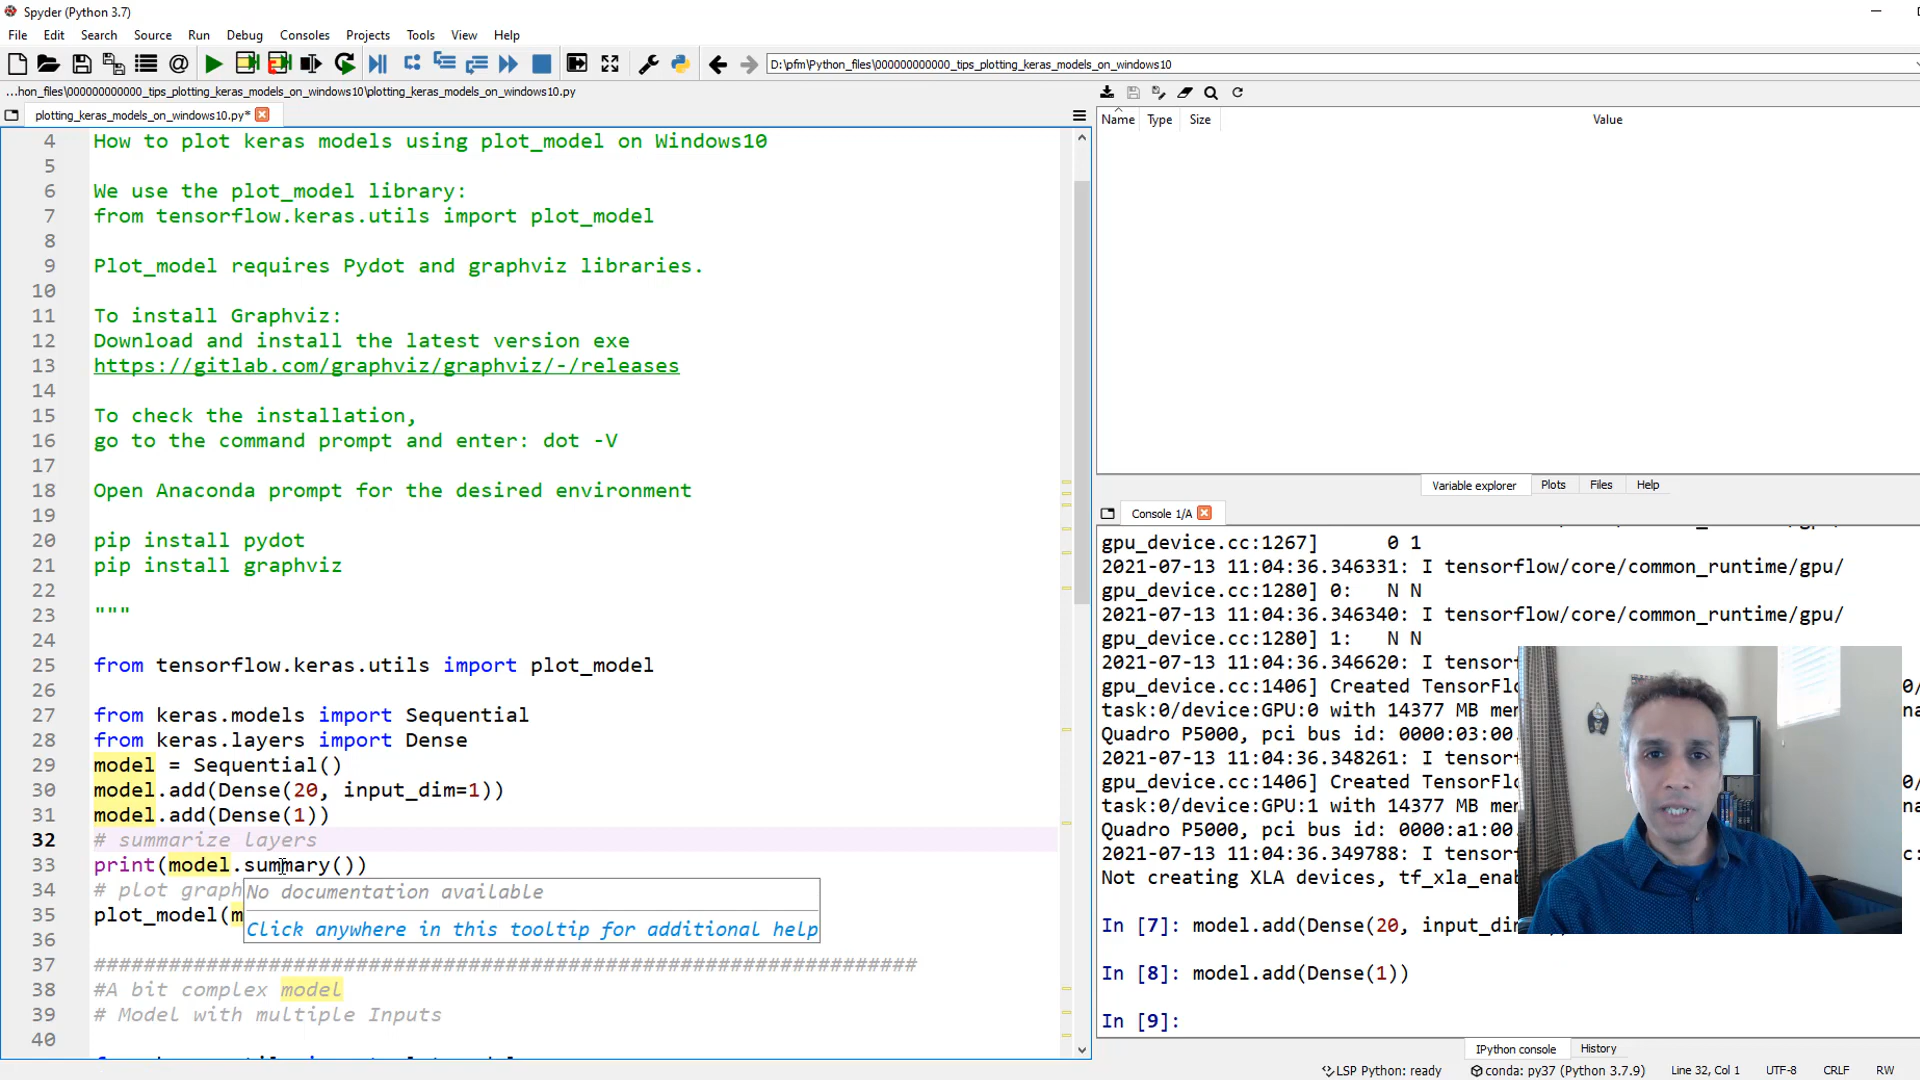 Spyder (Python 3.7)
File Edit Search Source Run Debug Consoles Projects Tools View Help
D:\pfm\Python_files\000000000000_tips_plotting_keras_models_on_windows10
...hon_files\000000000000_tips_plotting_keras_models_on_windows10\plotting_keras_models_on_windows10.py
plotting_keras_models_on_windows10.py*
4 How to plot keras models using plot_model on Windows10
5
6 We use the plot_model library:
7 from tensorflow.keras.utils import plot_model
8
9 Plot_model requires Pydot and graphviz libraries.
10
11 To install Graphviz:
12 Download and install the latest version exe
13 https://gitlab.com/graphviz/graphviz/-/releases
14
15 To check the installation,
16 go to the command prompt and enter: dot -V
17
18 Open Anaconda prompt for the desired environment
19
20 pip install pydot
21 pip install graphviz
22
23 """
24
25 from tensorflow.keras.utils import plot_model
26
27 from keras.models import Sequential
28 from keras.layers import Dense
29 model = Sequential()
30 model.add(Dense(20, input_dim=1))
31 model.add(Dense(1))
32 # summarize layers
33 print(model.summary())
34 # plot graph
35 plot_model(m
No documentation available
Click anywhere in this tooltip for additional help
36
37 ##################################################################
38 #A bit complex model
39 # Model with multiple Inputs
40
Name Type Size Value
Variable explorer Plots Files Help
Console 1/A
gpu_device.cc:1267] 0 1
2021-07-13 11:04:36.346331: I tensorflow/core/common_runtime/gpu/
gpu_device.cc:1280] 0: N N
2021-07-13 11:04:36.346340: I tensorflow/core/common_runtime/gpu/
gpu_device.cc:1280] 1: N N
2021-07-13 11:04:36.346620: I tensor
gpu_device.cc:1406] Created TensorFl
task:0/device:GPU:0 with 14377 MB me
Quadro P5000, pci bus id: 0000:03:00
2021-07-13 11:04:36.348261: I tensor
gpu_device.cc:1406] Created TensorFl
task:0/device:GPU:1 with 14377 MB me
Quadro P5000, pci bus id: 0000:a1:00
2021-07-13 11:04:36.349788: I tensor
Not creating XLA devices, tf_xla_ena
In [7]: model.add(Dense(20, input_di
In [8]: model.add(Dense(1))
In [9]:
IPython console History
LSP Python: ready conda: py37 (Python 3.7.9) Line 32, Col 1 UTF-8 CRLF RW